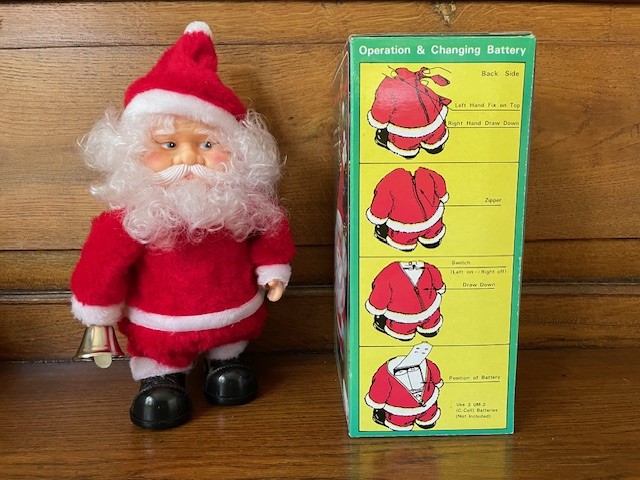 Operation & Changing Battery
Back Side
Left Hand Fix on Top
Right Hand Draw Down
Zipper
Switch
(Left on - Right off)
Draw Down
Position of Battery
Use 2 UM-2
(C Cell) Batteries
(Not Included)